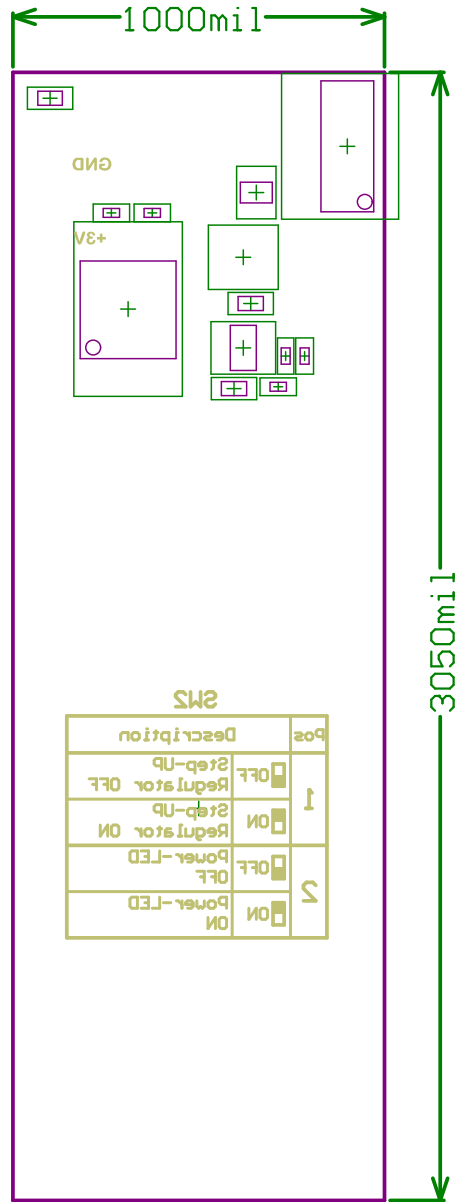 1000mil
GND
+3V
3050mil
SW2
Pos Description
1 OFF Step-UP
Regulator OFF
ON Step-UP
Regulator ON
2 OFF Power-LED
OFF
ON Power-LED
ON